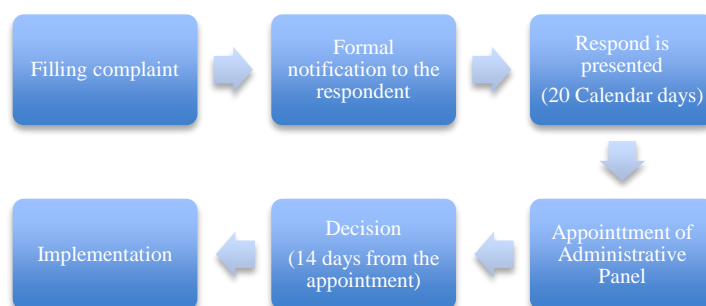 Filling complaint
Formal
notification to the
respondent
Respond is
presented
(20 Calendar days)
Appointtment of
Administrative
Panel
Decision
(14 days from the
appointment)
Implementation